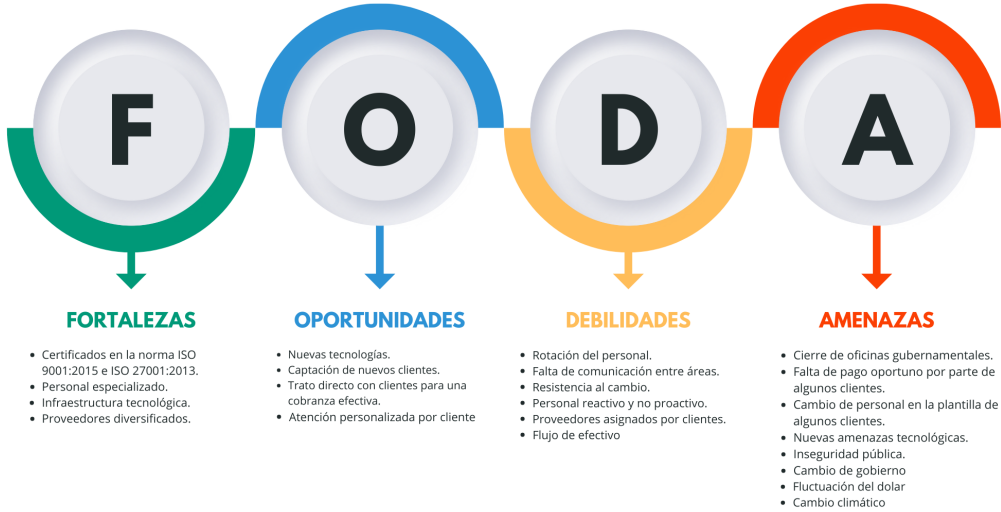 F
O
D
A
FORTALEZAS
• Certificados en la norma ISO
9001:2015 e ISO 27001:2013.
• Personal especializado.
• Infraestructura tecnológica.
• Proveedores diversificados.
OPORTUNIDADES
• Nuevas tecnologías.
• Captación de nuevos clientes.
• Trato directo con clientes para una
cobranza efectiva.
• Atención personalizada por cliente
DEBILIDADES
• Rotación del personal.
• Falta de comunicación entre áreas.
• Resistencia al cambio.
• Personal reactivo y no proactivo.
• Proveedores asignados por clientes.
• Flujo de efectivo
AMENAZAS
• Cierre de oficinas gubernamentales.
• Falta de pago oportuno por parte de
algunos clientes.
• Cambio de personal en la plantilla de
algunos clientes.
• Nuevas amenazas tecnológicas.
• Inseguridad pública.
• Cambio de gobierno
• Fluctuación del dolar
• Cambio climático